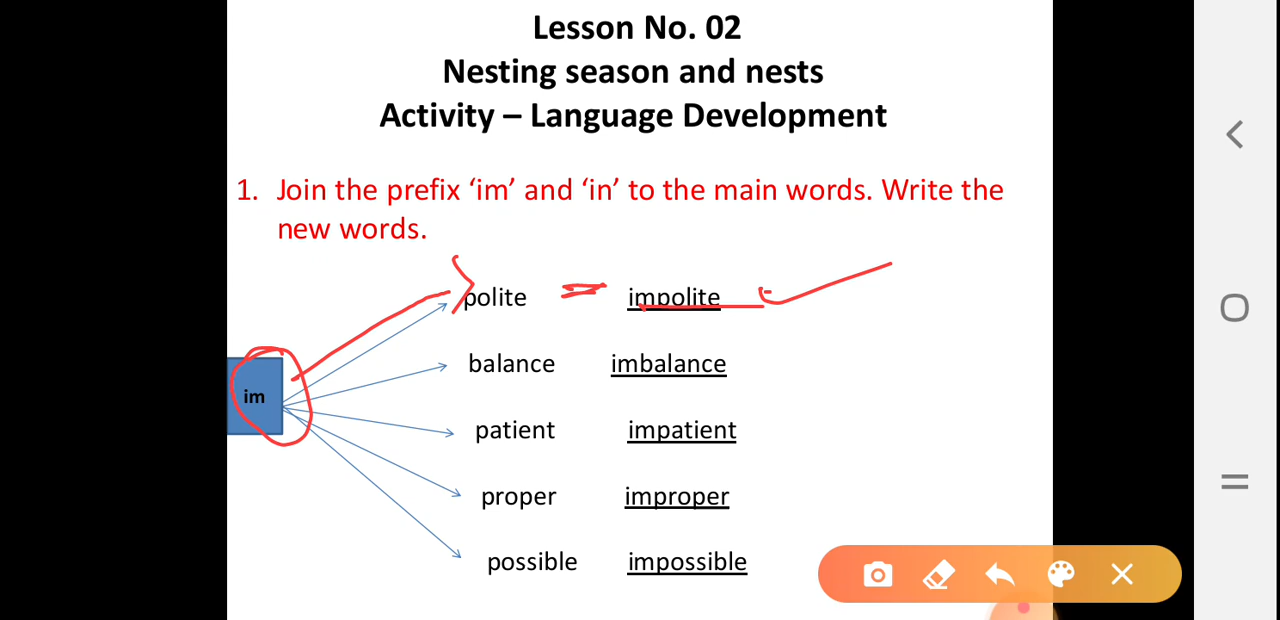 Lesson No. 02
Nesting season and nests
Activity – Language Development
1. Join the prefix ‘im’ and ‘in’ to the main words. Write the
new words.
polite = impolite
balance imbalance
im
patient impatient
proper improper
possible impossible